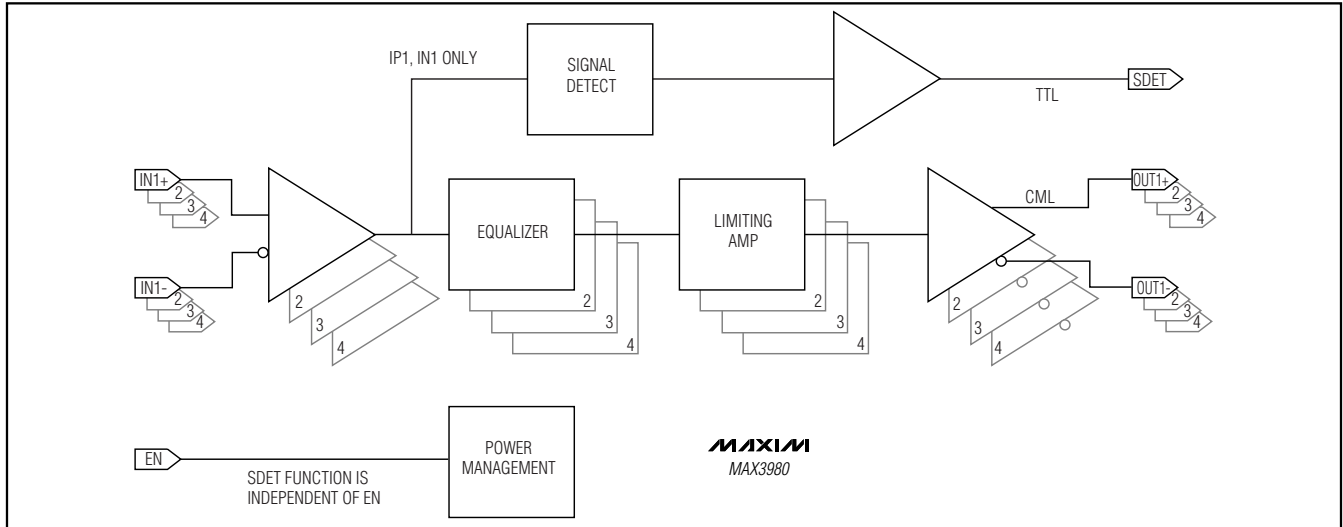 IP1, IN1 ONLY
SIGNAL
DETECT
TTL
SDET
IN1+
2
3
4
IN1-
2
3
4
2
3
4
EQUALIZER
2
3
4
LIMITING
AMP
2
3
4
CML
2
3
4
OUT1+
2
3
4
OUT1-
2
3
4
EN
SDET FUNCTION IS
INDEPENDENT OF EN
POWER
MANAGEMENT
MAXIM
MAX3980